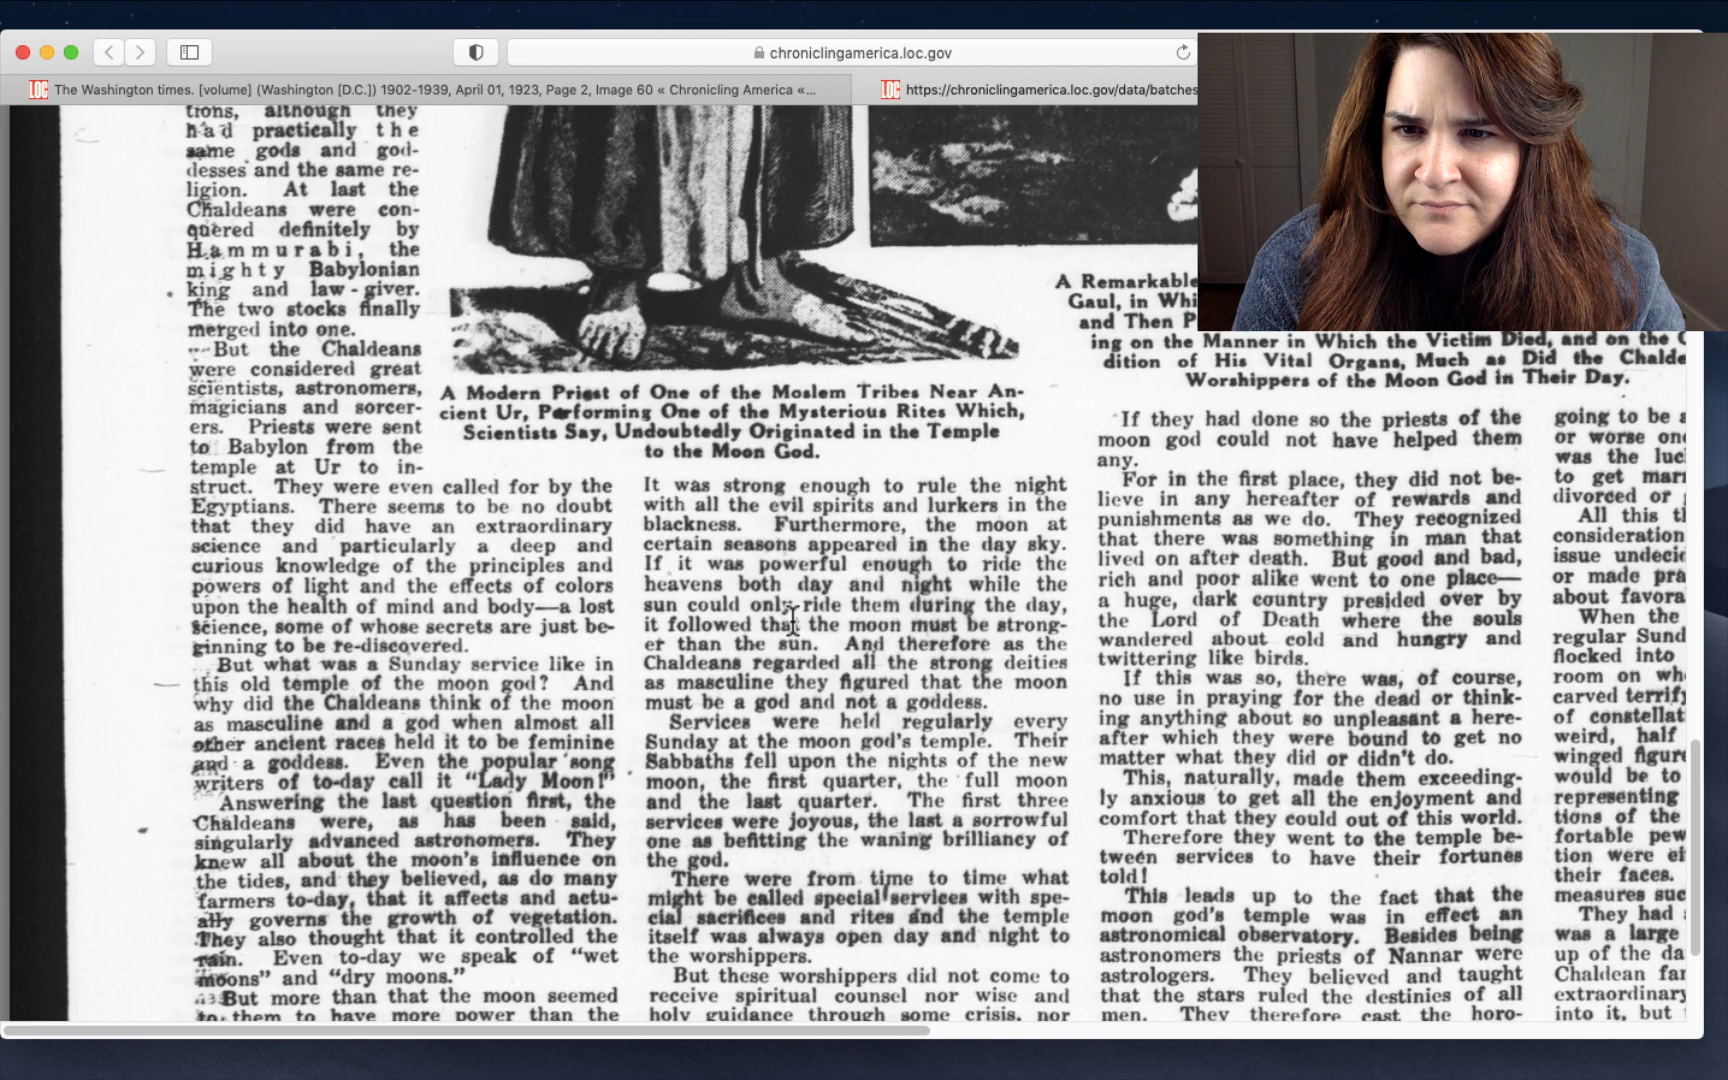 chroniclingamerica.loc.gov
LOC The Washington times. [volume] (Washington [D.C.]) 1902-1939, April 01, 1923, Page 2, Image 60 « Chronicling America «...
LOC https://chroniclingamerica.loc.gov/data/batches
tions, although they
had practically the
same gods and god-
desses and the same re-
ligion. At last the
Chaldeans were con-
quered definitely by
Hammurabi, the
mighty Babylonian
king and law-giver.
The two stocks finally
merged into one.
But the Chaldeans
were considered great
scientists, astronomers,
magicians and sorcer-
ers. Priests were sent
to Babylon from the
temple at Ur to in-
struct. They were even called for by the
Egyptians. There seems to be no doubt
that they did have an extraordinary
science and particularly a deep and
curious knowledge of the principles and
powers of light and the effects of colors
upon the health of mind and body—a lost
science, some of whose secrets are just be-
ginning to be re-discovered.
But what was a Sunday service like in
this old temple of the moon god? And
why did the Chaldeans think of the moon
as masculine and a god when almost all
other ancient races held it to be feminine
and a goddess. Even the popular song
writers of to-day call it "Lady Moon!"
Answering the last question first, the
Chaldeans were, as has been said,
singularly advanced astronomers. They
knew all about the moon's influence on
the tides, and they believed, as do many
farmers to-day, that it affects and actu-
ally governs the growth of vegetation.
They also thought that it controlled the
rain. Even to-day we speak of "wet
moons" and "dry moons."
But more than that the moon seemed
to them to have more power than the
A Modern Priest of One of the Moslem Tribes Near An-
cient Ur, Performing One of the Mysterious Rites Which,
Scientists Say, Undoubtedly Originated in the Temple
to the Moon God.
It was strong enough to rule the night
with all the evil spirits and lurkers in the
blackness. Furthermore, the moon at
certain seasons appeared in the day sky.
If it was powerful enough to ride the
heavens both day and night while the
sun could only ride them during the day,
it followed that the moon must be strong-
er than the sun. And therefore as the
Chaldeans regarded all the strong deities
as masculine they figured that the moon
must be a god and not a goddess.
Services were held regularly every
Sunday at the moon god's temple. Their
Sabbaths fell upon the nights of the new
moon, the first quarter, the full moon
and the last quarter. The first three
services were joyous, the last a sorrowful
one as befitting the waning brilliancy of
the god.
There were from time to time what
might be called special services with spe-
cial sacrifices and rites and the temple
itself was always open day and night to
the worshippers.
But these worshippers did not come to
receive spiritual counsel nor wise and
holy guidance through some crisis, nor
A Remarkable
Gaul, in Whi
and Then P
ing on the Manner in Which the Victim Died, and on the C
dition of His Vital Organs, Much as Did the Chalde
Worshippers of the Moon God in Their Day.
If they had done so the priests of the
moon god could not have helped them
any.
For in the first place, they did not be-
lieve in any hereafter of rewards and
punishments as we do. They recognized
that there was something in man that
lived on after death. But good and bad,
rich and poor alike went to one place—
a huge, dark country presided over by
the Lord of Death where the souls
wandered about cold and hungry and
twittering like birds.
If this was so, there was, of course,
no use in praying for the dead or think-
ing anything about so unpleasant a here-
after which they were bound to get no
matter what they did or didn't do.
This, naturally, made them exceeding-
ly anxious to get all the enjoyment and
comfort that they could out of this world.
Therefore they went to the temple be-
tween services to have their fortunes
told!
This leads up to the fact that the
moon god's temple was in effect an
astronomical observatory. Besides being
astronomers the priests of Nannar were
astrologers. They believed and taught
that the stars ruled the destinies of all
men. They therefore cast the horo-
going to be a
or worse on
was the luc
to get marr
divorced or
All this t
consideration
issue undeci
or made pra
about favora
When the
regular Sund
flocked into
room on wh
carved terrify
of constellat
weird, half
winged figure
would be to
representing
tions of the
fortable pew
tion were ei
their faces.
measures suc
They had
was a large
up of the da
Chaldean far
extraordinary
into it, but